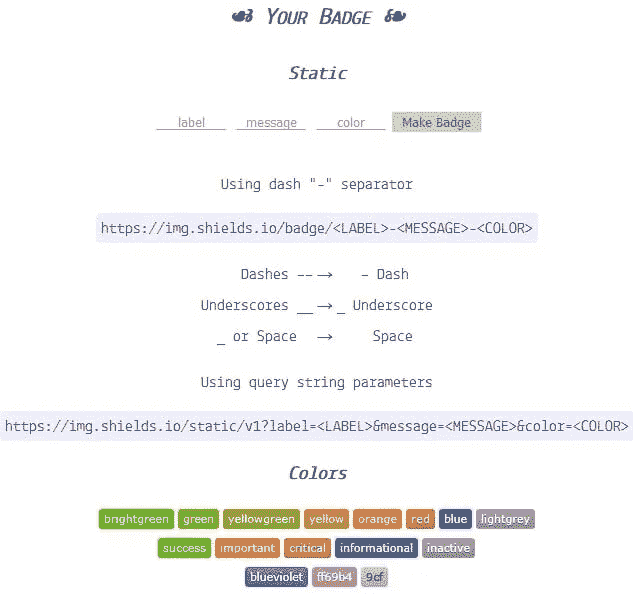 Your Badge
Static
label message color Make Badge
Using dash "-" separator
https://img.shields.io/badge/<LABEL>-<MESSAGE>-<COLOR>
Dashes -- → - Dash
Underscores __ → _ Underscore
_ or Space → Space
Using query string parameters
https://img.shields.io/static/v1?label=<LABEL>&message=<MESSAGE>&color=<COLOR>
Colors
brightgreen green yellowgreen yellow orange red blue lightgrey
success important critical informational inactive
blueviolet ff69b4 9cf